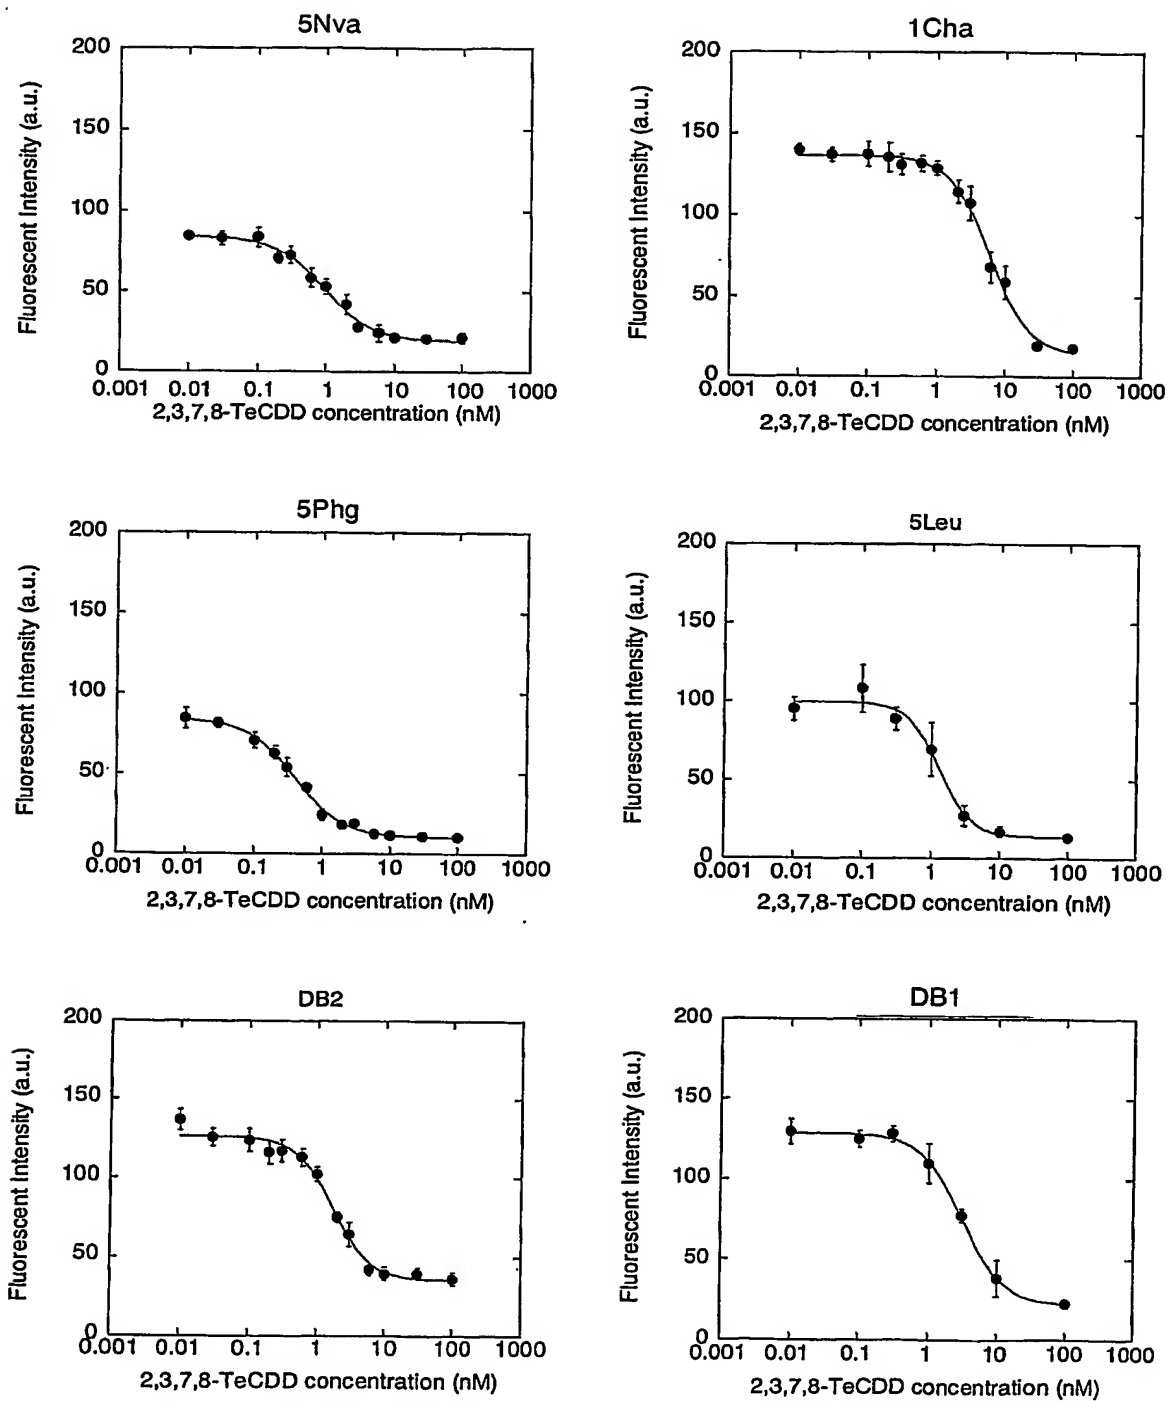 5Nva
200
150
100
50
0
0.001 0.01 0.1 1 10 100 1000
2,3,7,8-TeCDD concentration (nM)
Fluorescent Intensity (a.u.)
1Cha
200
150
100
50
0
0.001 0.01 0.1 1 10 100 1000
2,3,7,8-TeCDD concentration (nM)
Fluorescent Intensity (a.u.)
5Phg
200
150
100
50
0
0.001 0.01 0.1 1 10 100 1000
2,3,7,8-TeCDD concentration (nM)
Fluorescent Intensity (a.u.)
5Leu
200
150
100
50
0
0.001 0.01 0.1 1 10 100 1000
2,3,7,8-TeCDD concentraion (nM)
Fluorescent Intensity (a.u.)
DB2
200
150
100
50
0
0.001 0.01 0.1 1 10 100 1000
2,3,7,8-TeCDD concentration (nM)
Fluorescent Intensity (a.u.)
DB1
200
150
100
50
0
0.001 0.01 0.1 1 10 100 1000
2,3,7,8-TeCDD concentration (nM)
Fluorescent Intensity (a.u.)